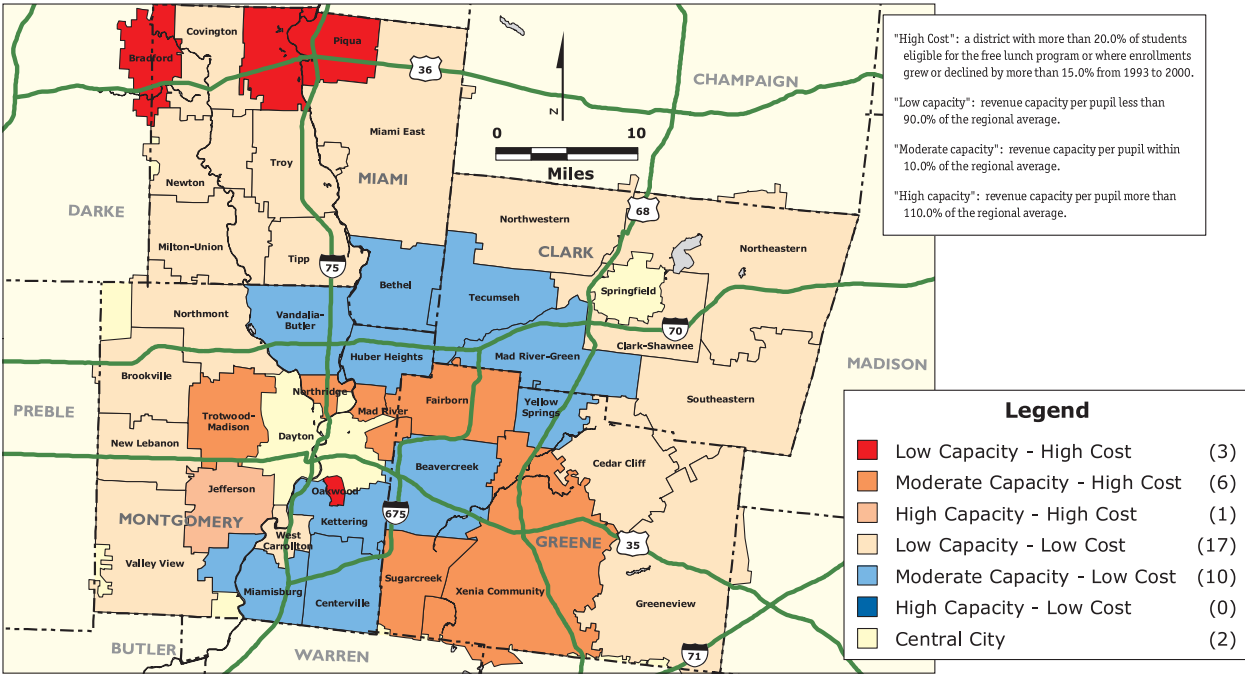 Covington
Piqua
Bradford
36
CHAMPAIGN
Z
0
10
Miles
Miami East
Troy
MIAMI
Newton
DARKE
Northwestern
68
Northeastern
CLARK
Milton-Union
Tipp
75
Bethel
Tecumseh
Springfield
Northmont
Vandalia-
Butler
70
Clark-Shawnee
Huber Heights
Mad River-Green
MADISON
Brookville
Southeastern
Northridge
Fairborn
Yellow
Springs
PREBLE
Trotwood-
Madison
Mad River
Dayton
New Lebanon
Beavercreek
Cedar Cliff
Jefferson
Oakwood
MONTGOMERY
Kettering
675
West
Carrollton
GREENE
35
Valley View
Sugarcreek
Xenia Community
Miamisburg
Centerville
Greeneview
BUTLER
WARREN
71
"High Cost": a district with more than 20.0% of students
eligible for the free lunch program or where enrollments
grew or declined by more than 15.0% from 1993 to 2000.
"Low capacity": revenue capacity per pupil less than
90.0% of the regional average.
"Moderate capacity": revenue capacity per pupil within
10.0% of the regional average.
"High capacity": revenue capacity per pupil more than
110.0% of the regional average.
Legend
Low Capacity - High Cost (3)
Moderate Capacity - High Cost (6)
High Capacity - High Cost (1)
Low Capacity - Low Cost (17)
Moderate Capacity - Low Cost (10)
High Capacity - Low Cost (0)
Central City (2)